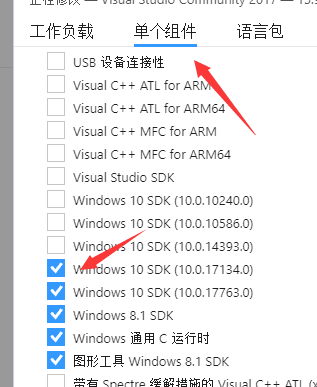 正在修改 — Visual Studio Community 2017 — 15.9
工作负载 单个组件 语言包
USB 设备连接性
Visual C++ ATL for ARM
Visual C++ ATL for ARM64
Visual C++ MFC for ARM
Visual C++ MFC for ARM64
Visual Studio SDK
Windows 10 SDK (10.0.10240.0)
Windows 10 SDK (10.0.10586.0)
Windows 10 SDK (10.0.14393.0)
Windows 10 SDK (10.0.17134.0)
Windows 10 SDK (10.0.17763.0)
Windows 8.1 SDK
Windows 通用 C 运行时
图形工具 Windows 8.1 SDK
带有 Spectre 缓解措施的 Visual C++ ATL (x